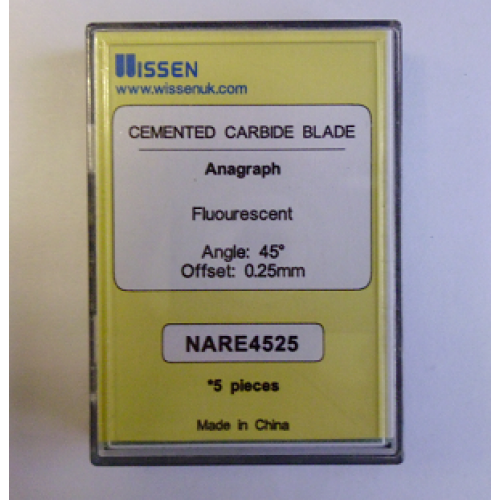 WISSEN
www.wissenuk.com
CEMENTED CARBIDE BLADE
Anagraph
Fluourescent
Angle: 45°
Offset: 0.25mm
NARE4525
*5 pieces
Made in China